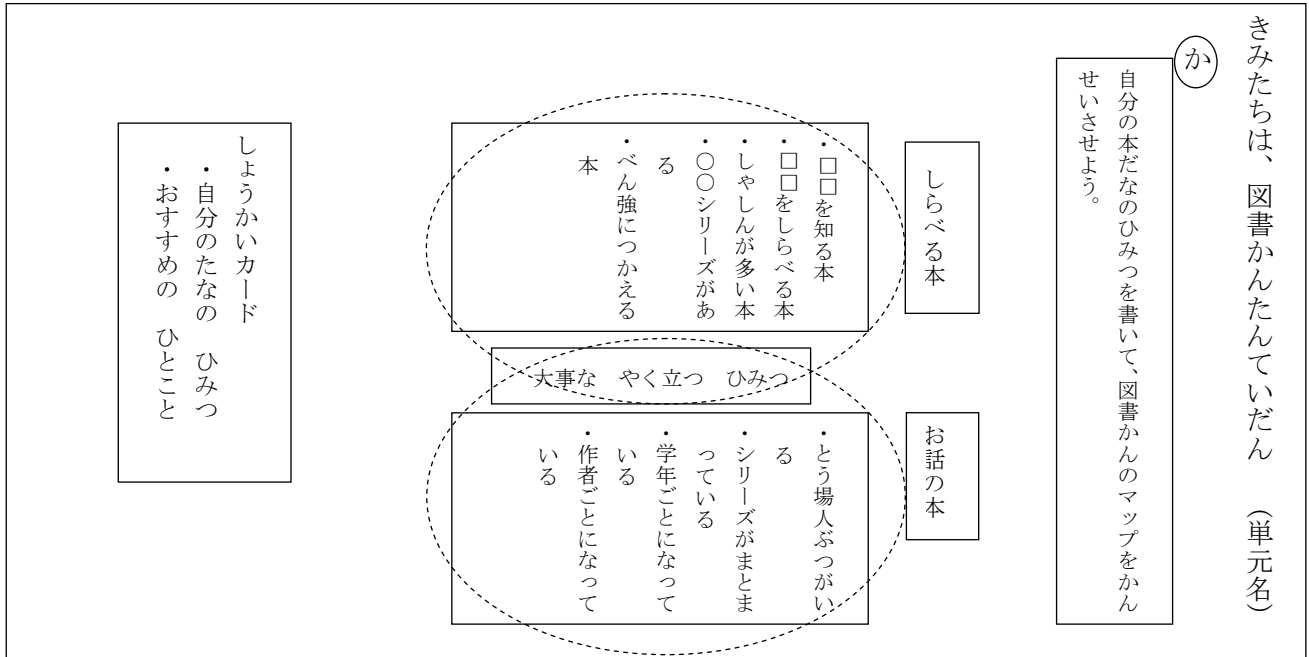 きみたちは、図書かんたんていだん　（単元名）
か
自分の本だなのひみつを書いて、図書かんのマップをかん
せいさせよう。
しらべる本
・□□を知る本
・□□をしらべる本
・しゃしんが多い本
・〇〇シリーズがあ
る
・べん強につかえる
本
大事な　やく立つ　ひみつ
お話の本
・とう場人ぶつがい
る
・シリーズがまとま
っている
・学年ごとになって
いる
・作者ごとになって
いる
しょうかいカード
・自分のたなの　ひみつ
・おすすめの　ひとこと